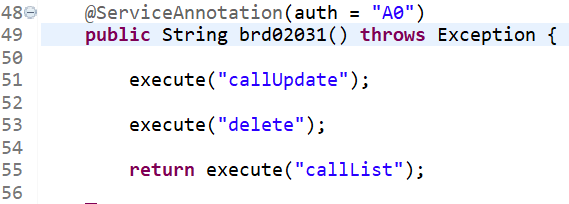 48 @ServiceAnnotation(auth = "A0")
49 public String brd02031() throws Exception {
50
51 execute("callUpdate");
52
53 execute("delete");
54
55 return execute("callList");
56